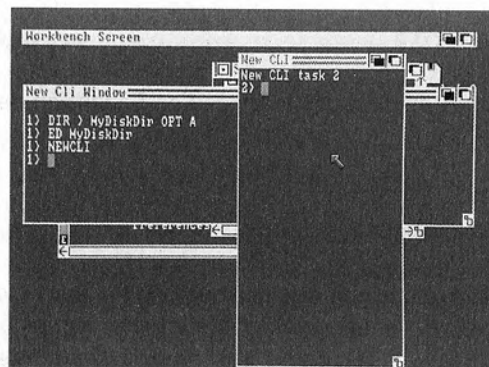 Workbench Screen
New CLI
New CLI task 2
2>
New Cli Window
1> DIR > MyDiskDir OPT A
1> ED MyDiskDir
1> NEWCLI
1>
Preferences